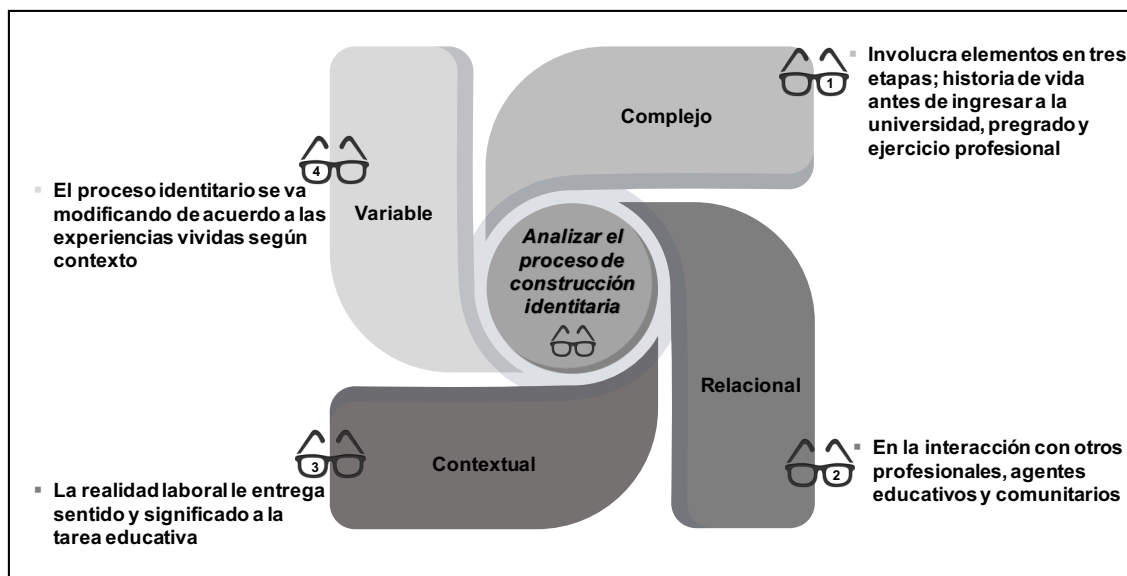 Complejo
1
Involucra elementos en tres
etapas; historia de vida
antes de ingresar a la
universidad, pregrado y
ejercicio profesional
4
Variable
El proceso identitario se va
modificando de acuerdo a las
experiencias vividas según
contexto
Analizar el
proceso de
construcción
identitaria
Relacional
2
En la interacción con otros
profesionales, agentes
educativos y comunitarios
3
Contextual
La realidad laboral le entrega
sentido y significado a la
tarea educativa